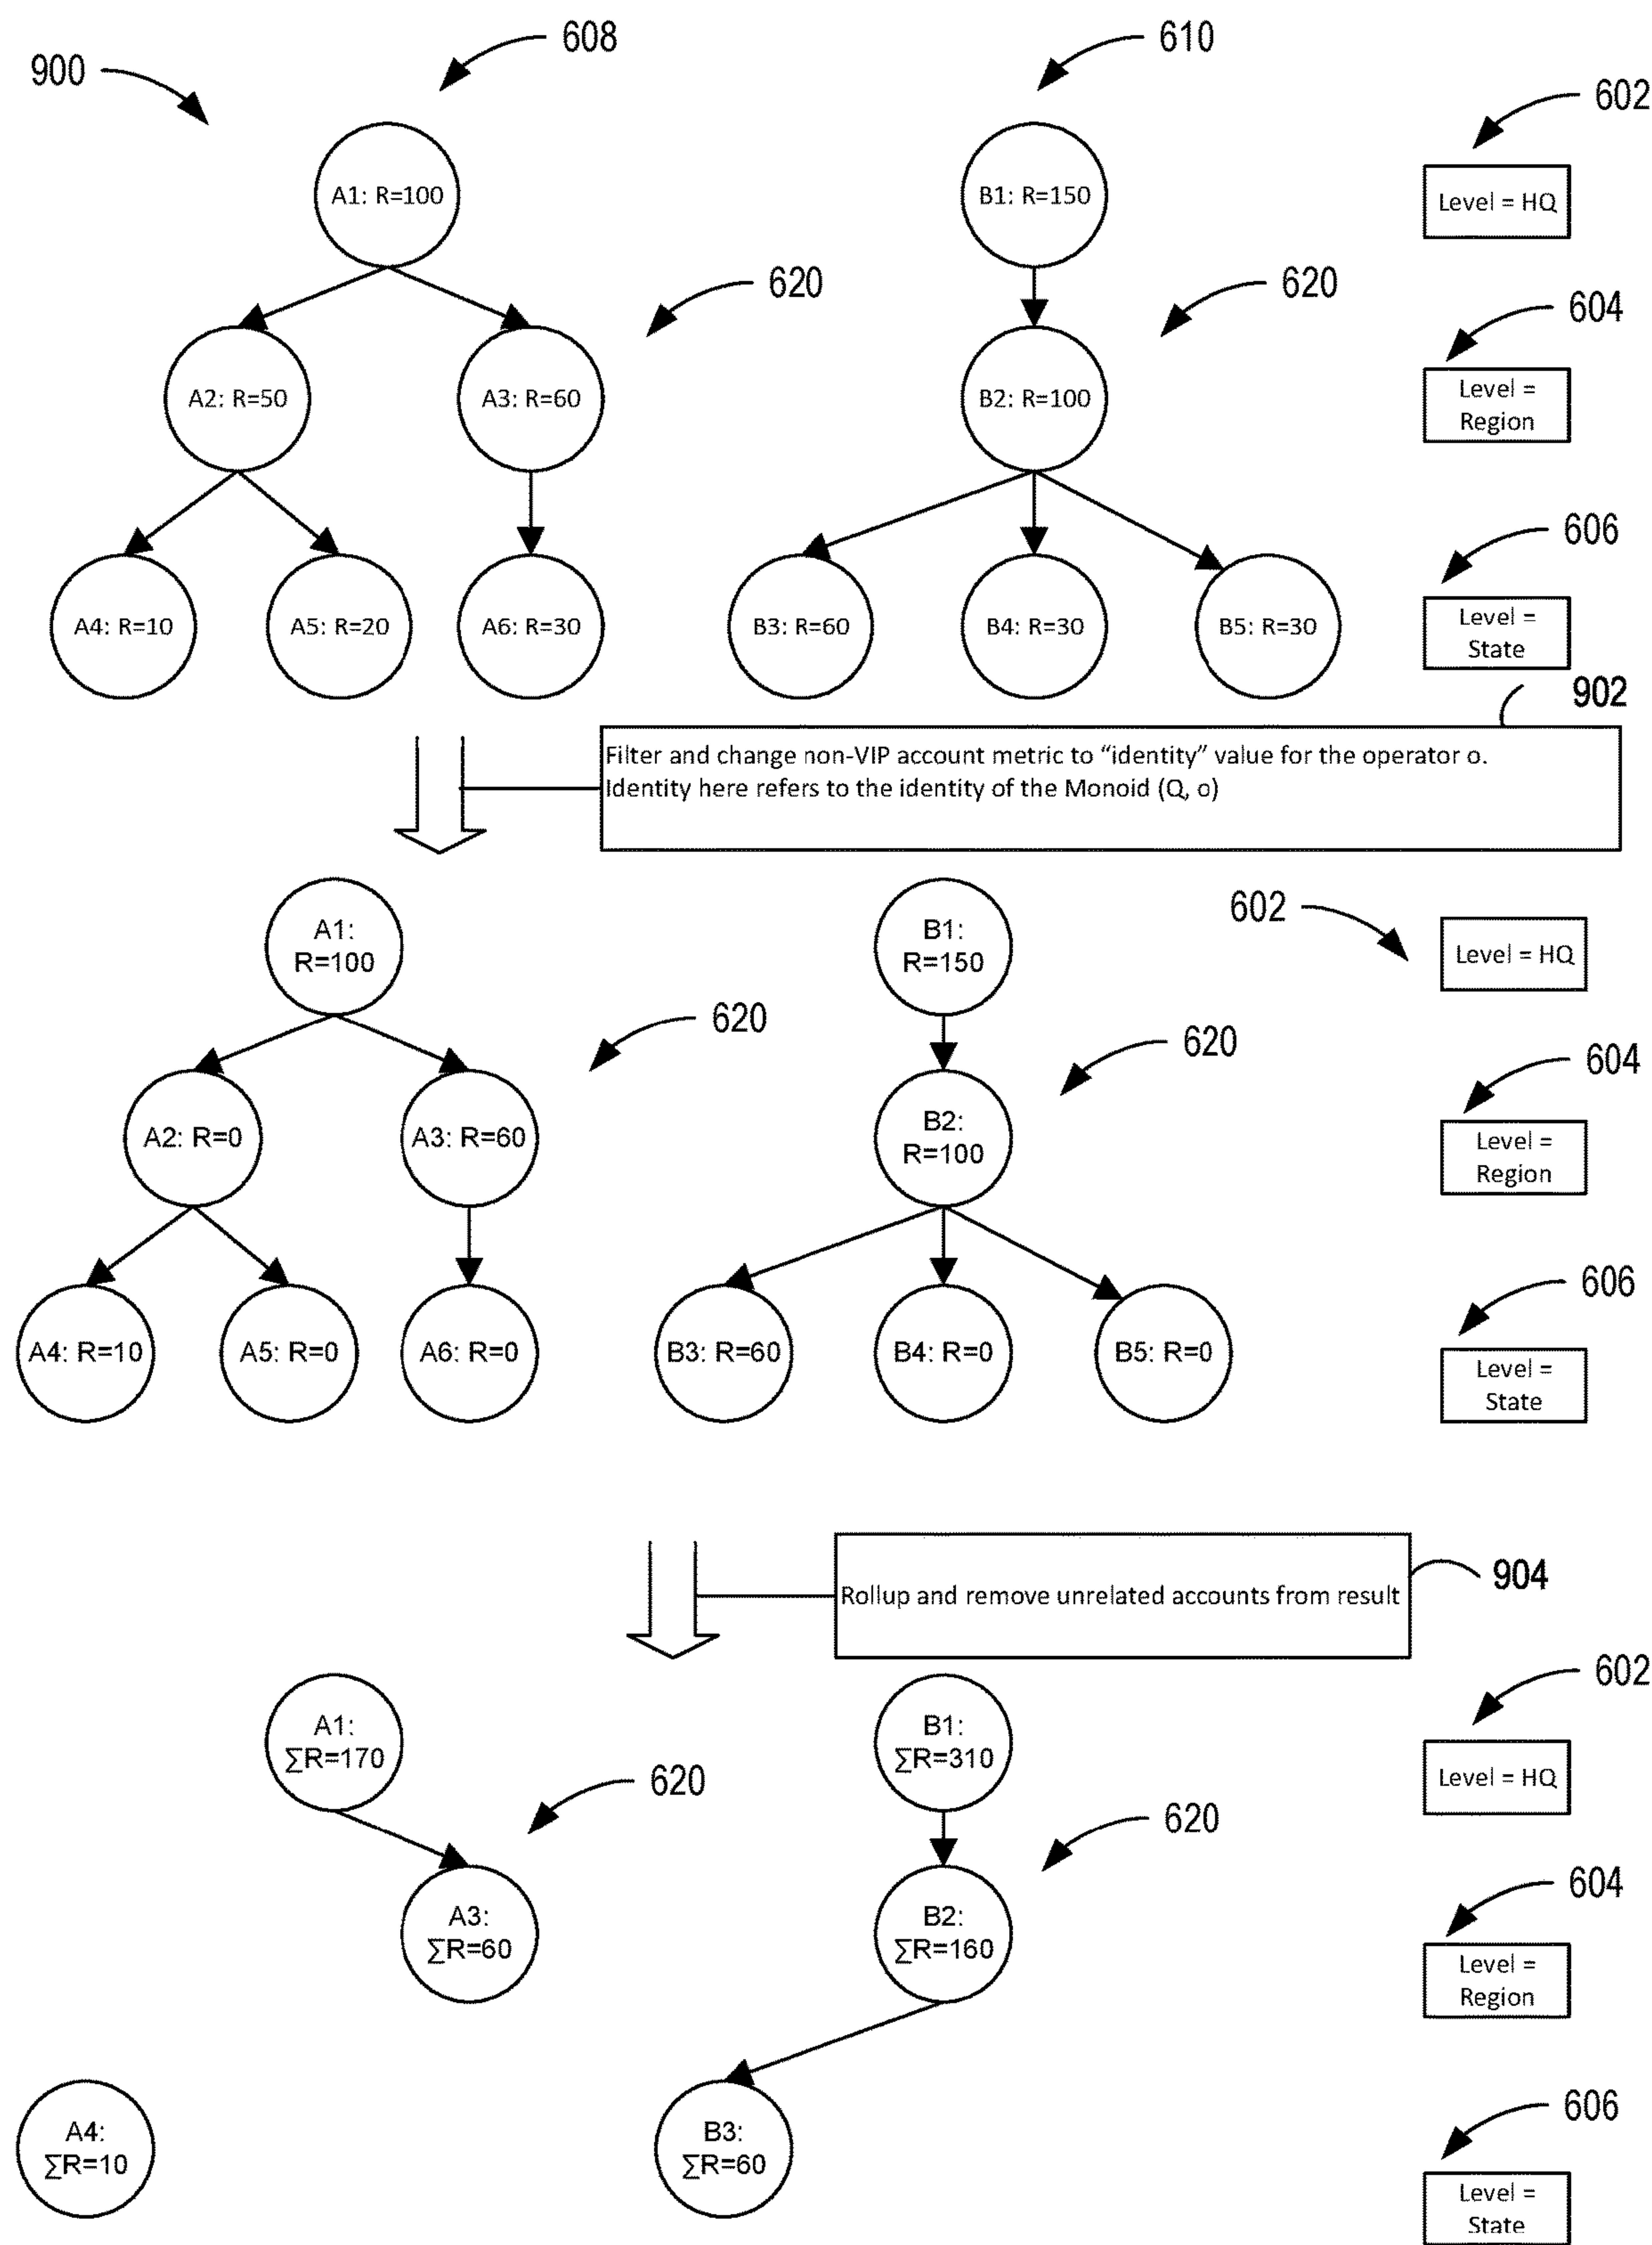 608
610
900
602
A1: R=100
B1: R=150
Level = HQ
620
620
604
A2: R=50
A3: R=60
B2: R=100
Level =
Region
606
A4: R=10
A5: R=20
A6: R=30
B3: R=60
B4: R=30
B5: R=30
Level =
State
902
Filter and change non-VIP account metric to “identity” value for the operator o.
Identity here refers to the identity of the Monoid (Q, o)
A1:
R=100
B1:
R=150
602
Level = HQ
620
620
604
A2: R=0
A3: R=60
B2:
R=100
Level =
Region
606
A4: R=10
A5: R=0
A6: R=0
B3: R=60
B4: R=0
B5: R=0
Level =
State
Rollup and remove unrelated accounts from result
904
602
A1:
∑R=170
B1:
∑R=310
Level = HQ
620
620
604
A3:
∑R=60
B2:
∑R=160
Level =
Region
606
A4:
∑R=10
B3:
∑R=60
Level =
State